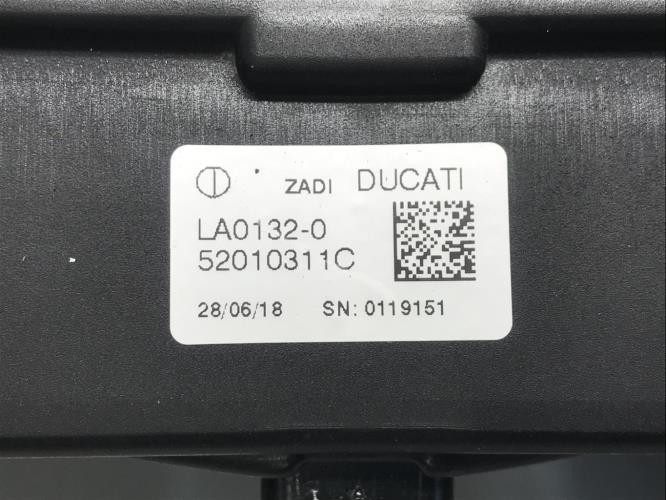 ZADI DUCATI
LA0132-0
52010311C
28/06/18 SN: 0119151